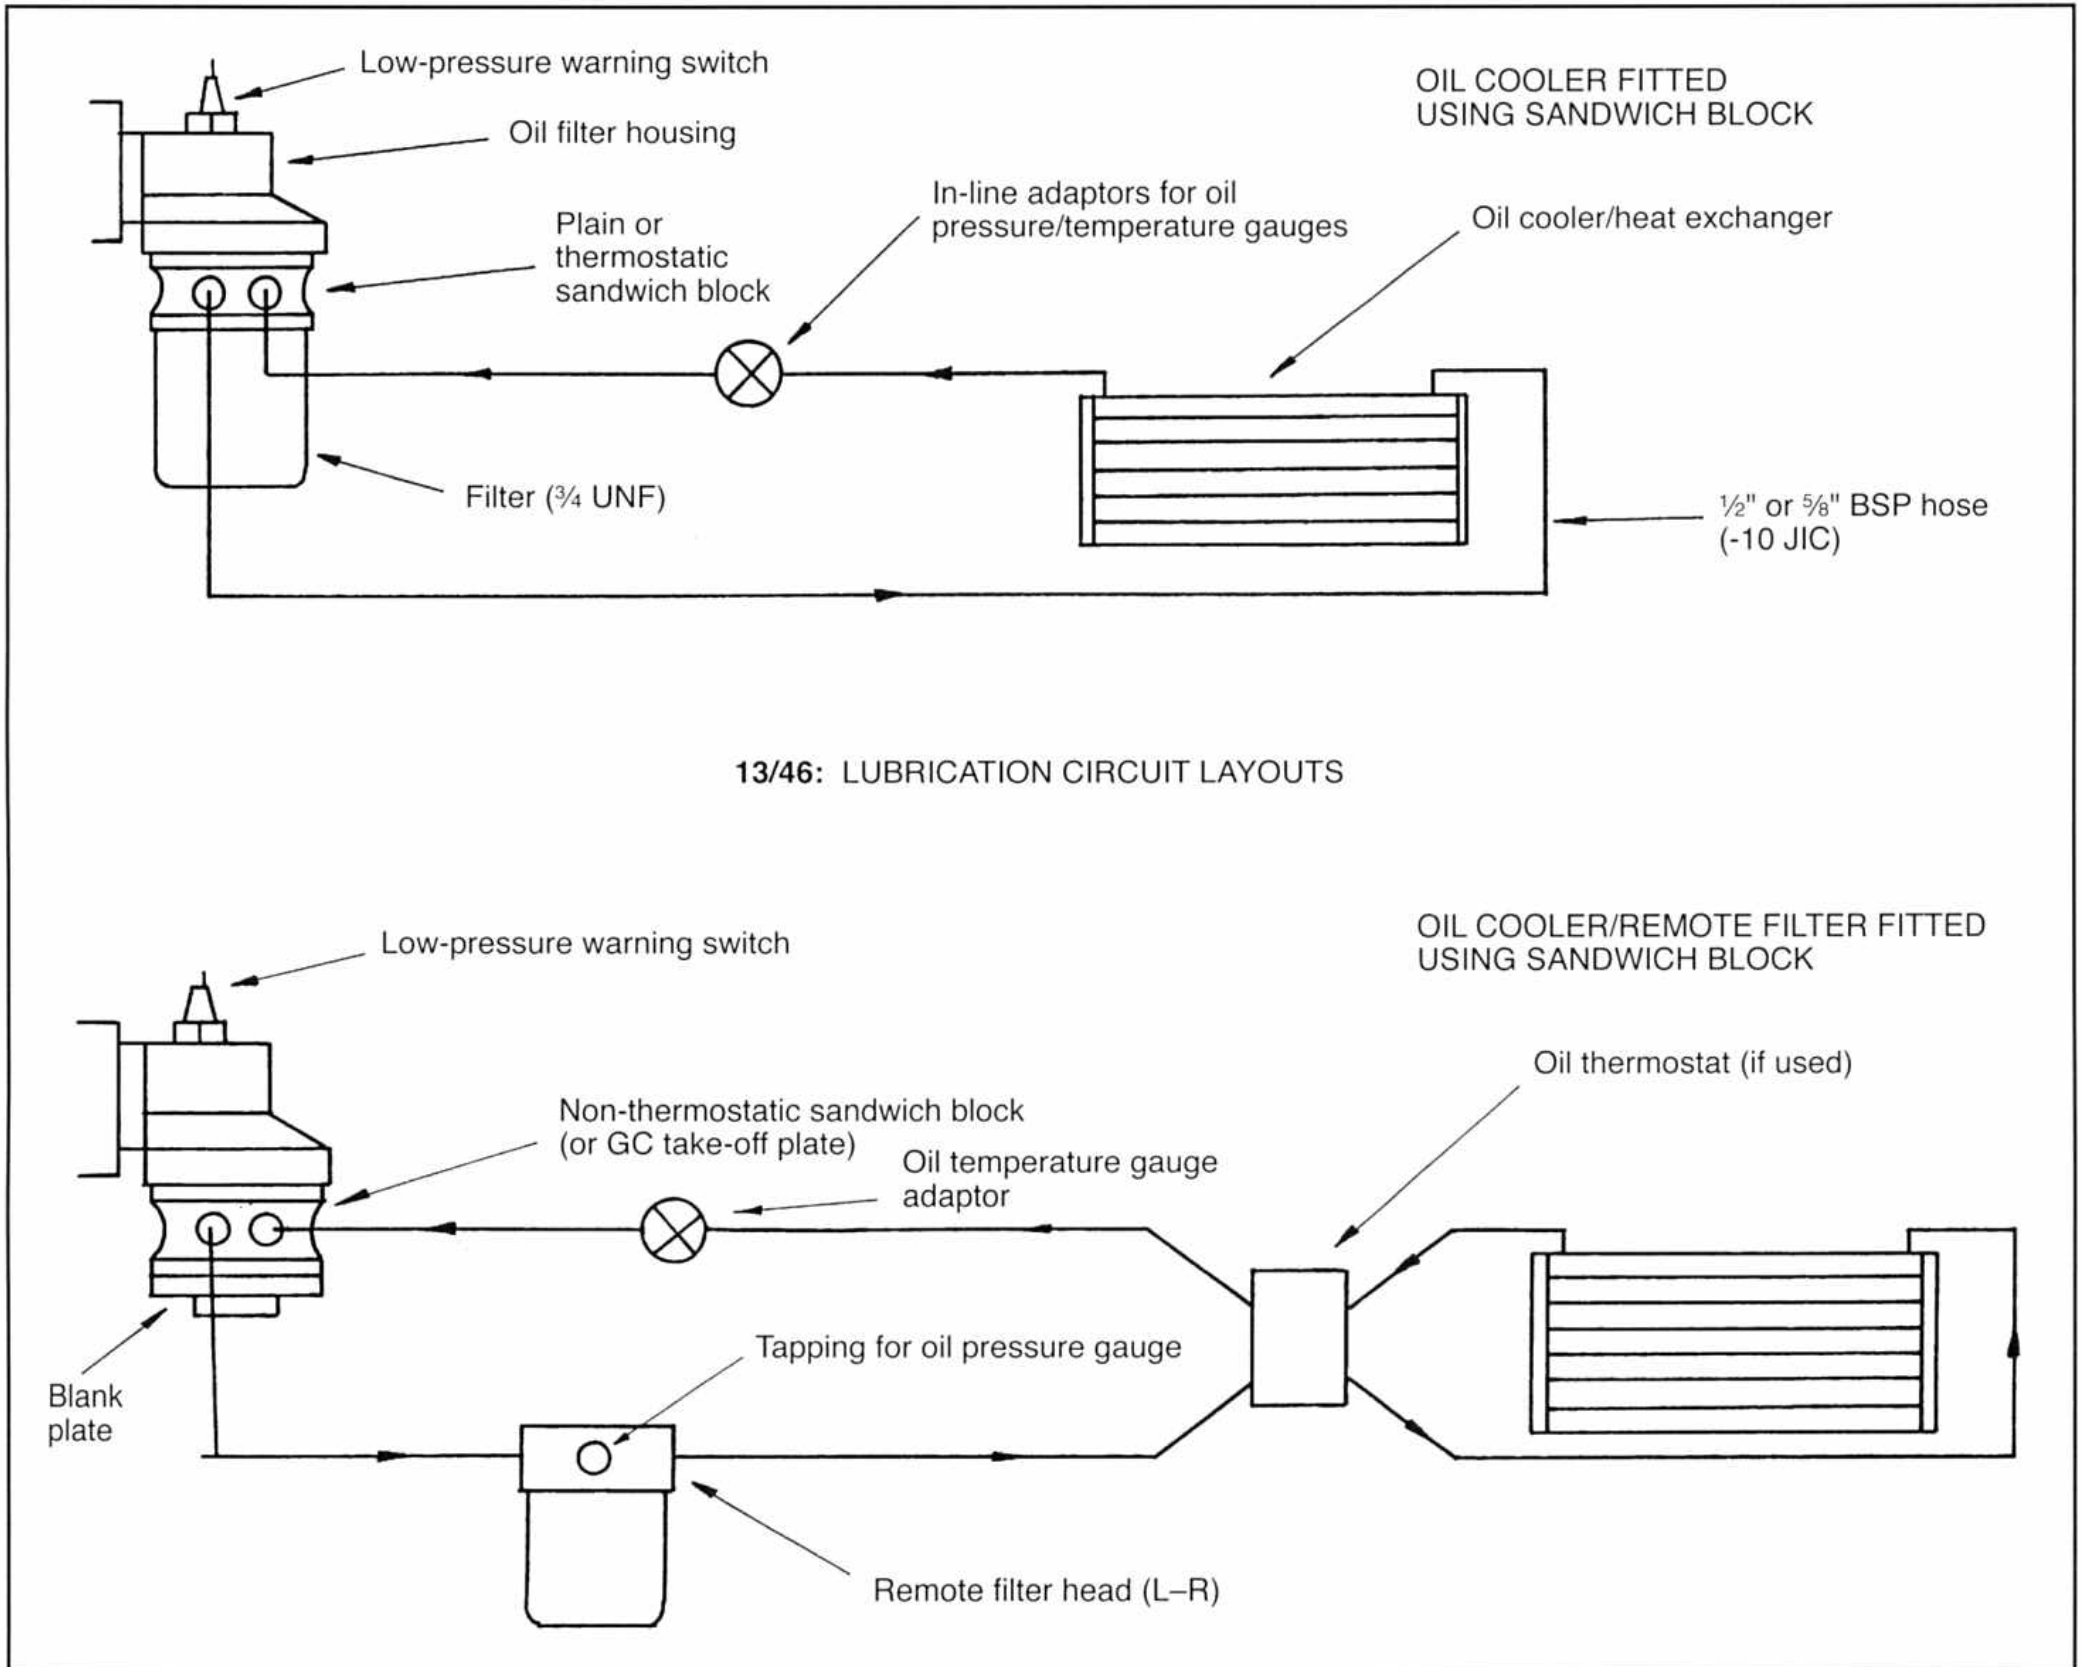 Low-pressure warning switch
OIL COOLER FITTED
USING SANDWICH BLOCK
Oil filter housing
In-line adaptors for oil
pressure/temperature gauges
Oil cooler/heat exchanger
Plain or
thermostatic
sandwich block
Filter (¾ UNF)
½" or ⅝" BSP hose
(-10 JIC)
13/46: LUBRICATION CIRCUIT LAYOUTS
OIL COOLER/REMOTE FILTER FITTED
USING SANDWICH BLOCK
Low-pressure warning switch
Oil thermostat (if used)
Non-thermostatic sandwich block
(or GC take-off plate)
Oil temperature gauge
adaptor
Tapping for oil pressure gauge
Blank
plate
Remote filter head (L–R)